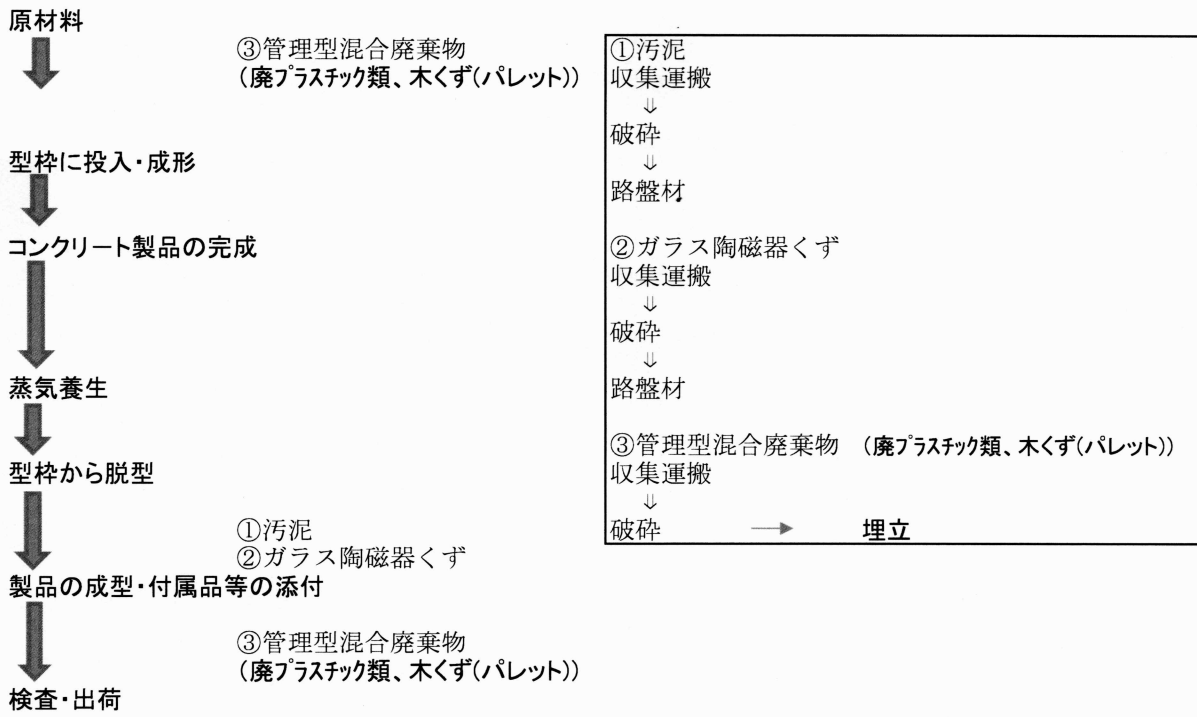 原材料
③管理型混合廃棄物
(廃プラスチック類、木くず(パレット))
型枠に投入・成形
コンクリート製品の完成
蒸気養生
型枠から脱型
①汚泥
②ガラス陶磁器くず
製品の成型・付属品等の添付
③管理型混合廃棄物
(廃プラスチック類、木くず(パレット))
検査・出荷
①汚泥
収集運搬
⇓
破砕
⇓
路盤材
②ガラス陶磁器くず
収集運搬
⇓
破砕
⇓
路盤材
③管理型混合廃棄物 (廃プラスチック類、木くず(パレット))
収集運搬
⇓
破砕 → 埋立